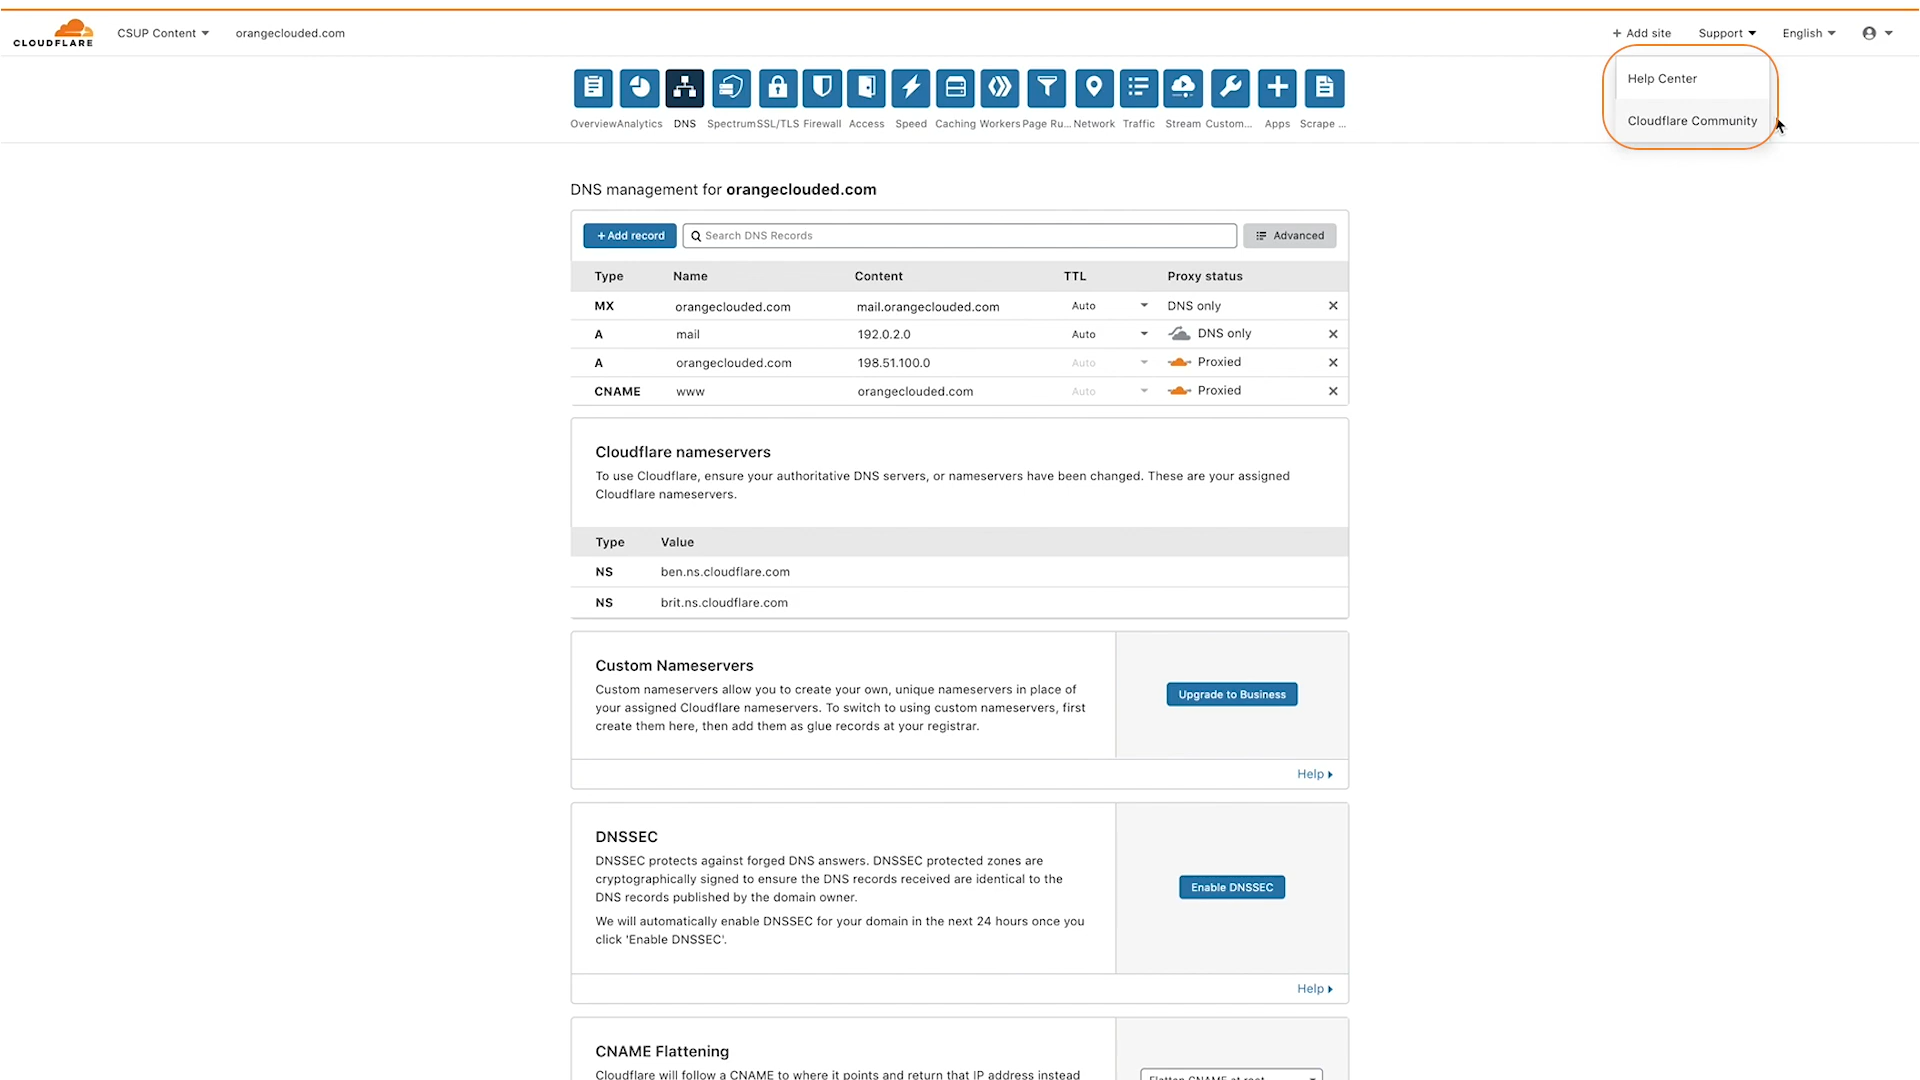 CLOUDFLARE
CSUP Content
orangeclouded.com
+ Add site
Support
English
Help Center
Cloudflare Community
Overview Analytics DNS Spectrum SSL/TLS Firewall Access Speed Caching Workers Page Ru... Network Traffic Stream Custom... Apps Scrape ...
DNS management for orangeclouded.com
+ Add record
Search DNS Records
Advanced
Type Name Content TTL Proxy status
MX orangeclouded.com mail.orangeclouded.com Auto DNS only
A mail 192.0.2.0 Auto DNS only
A orangeclouded.com 198.51.100.0 Auto Proxied
CNAME www orangeclouded.com Auto Proxied
Cloudflare nameservers
To use Cloudflare, ensure your authoritative DNS servers, or nameservers have been changed. These are your assigned
Cloudflare nameservers.
Type Value
NS ben.ns.cloudflare.com
NS brit.ns.cloudflare.com
Custom Nameservers
Custom nameservers allow you to create your own, unique nameservers in place of
your assigned Cloudflare nameservers. To switch to using custom nameservers, first
create them here, then add them as glue records at your registrar.
Upgrade to Business
Help
DNSSEC
DNSSEC protects against forged DNS answers. DNSSEC protected zones are
cryptographically signed to ensure the DNS records received are identical to the
DNS records published by the domain owner.
We will automatically enable DNSSEC for your domain in the next 24 hours once you
click 'Enable DNSSEC'.
Enable DNSSEC
Help
CNAME Flattening
Cloudflare will follow a CNAME to where it points and return that IP address instead
Flatten CNAME at root